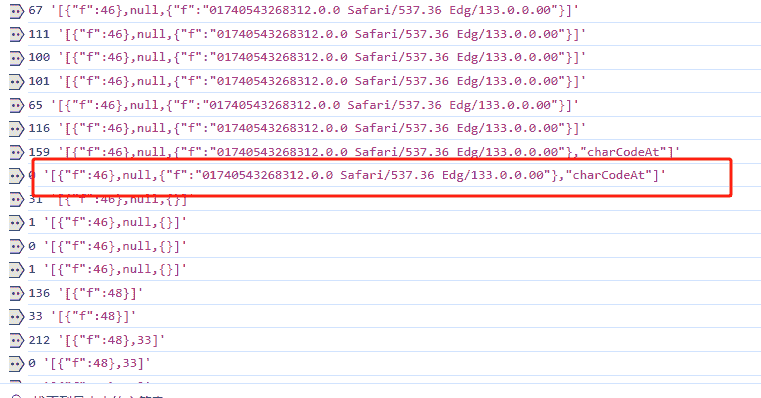 67 '[{"f":46},null,{"f":"01740543268312.0.0 Safari/537.36 Edg/133.0.0.00"}]'
111 '[{"f":46},null,{"f":"01740543268312.0.0 Safari/537.36 Edg/133.0.0.00"}]'
100 '[{"f":46},null,{"f":"01740543268312.0.0 Safari/537.36 Edg/133.0.0.00"}]'
101 '[{"f":46},null,{"f":"01740543268312.0.0 Safari/537.36 Edg/133.0.0.00"}]'
65 '[{"f":46},null,{"f":"01740543268312.0.0 Safari/537.36 Edg/133.0.0.00"}]'
116 '[{"f":46},null,{"f":"01740543268312.0.0 Safari/537.36 Edg/133.0.0.00"}]'
159 '[{"f":46},null,{"f":"01740543268312.0.0 Safari/537.36 Edg/133.0.0.00"},"charCodeAt"]'
0 '[{"f":46},null,{"f":"01740543268312.0.0 Safari/537.36 Edg/133.0.0.00"},"charCodeAt"]'
31 '[{"f":46},null,{}]'
1 '[{"f":46},null,{}]'
0 '[{"f":46},null,{}]'
1 '[{"f":46},null,{}]'
136 '[{"f":48}]'
33 '[{"f":48}]'
212 '[{"f":48},33]'
0 '[{"f":48},33]'